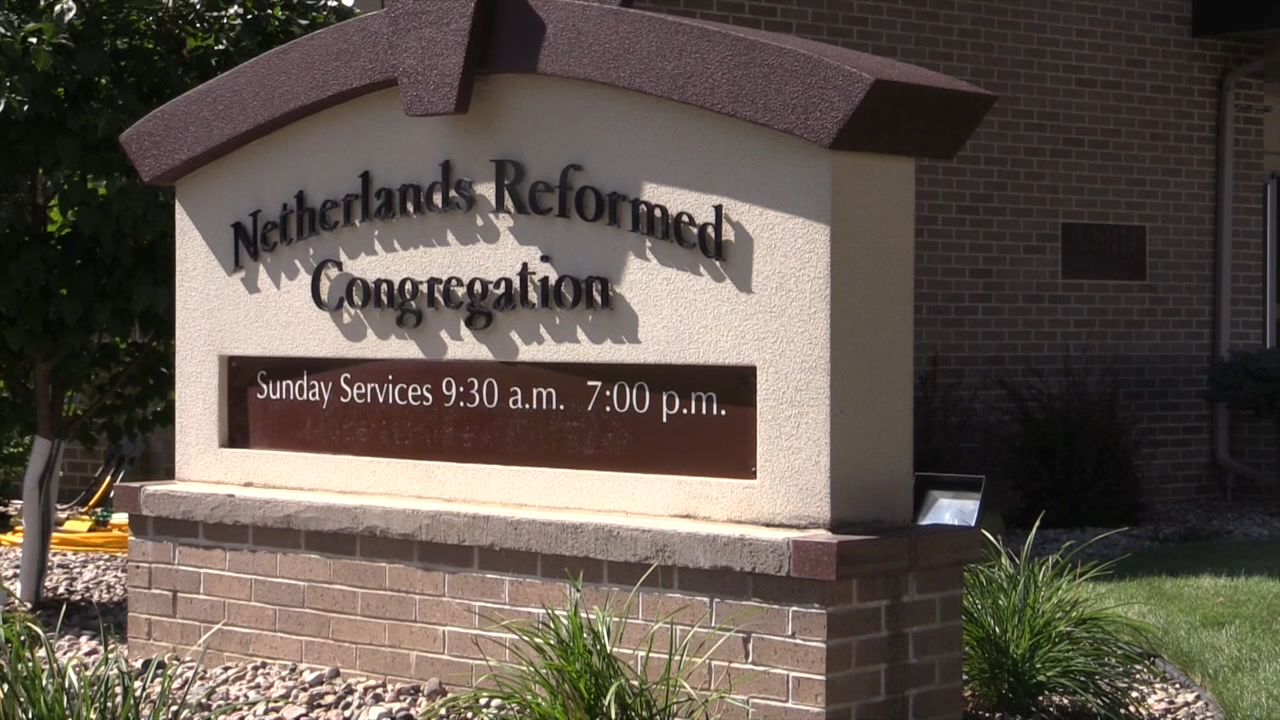 Netherlands Reformed
Congregation
Sunday Services 9:30 a.m. 7:00 p.m.